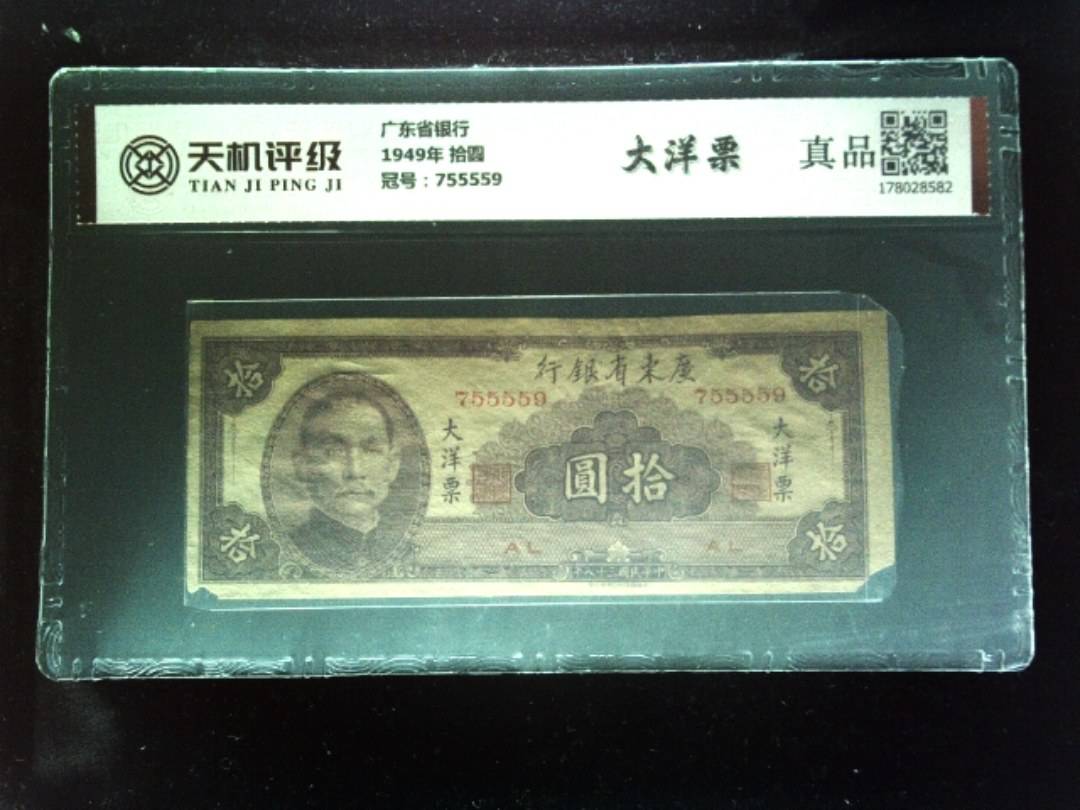 天机评级
TIAN JI PING JI
广东省银行
1949年 拾圆
冠号：755559
大洋票
真品
178028582
行銀省東廣
拾
拾
755559
755559
大洋票
大洋票
圓拾
AL
AL
拾
拾